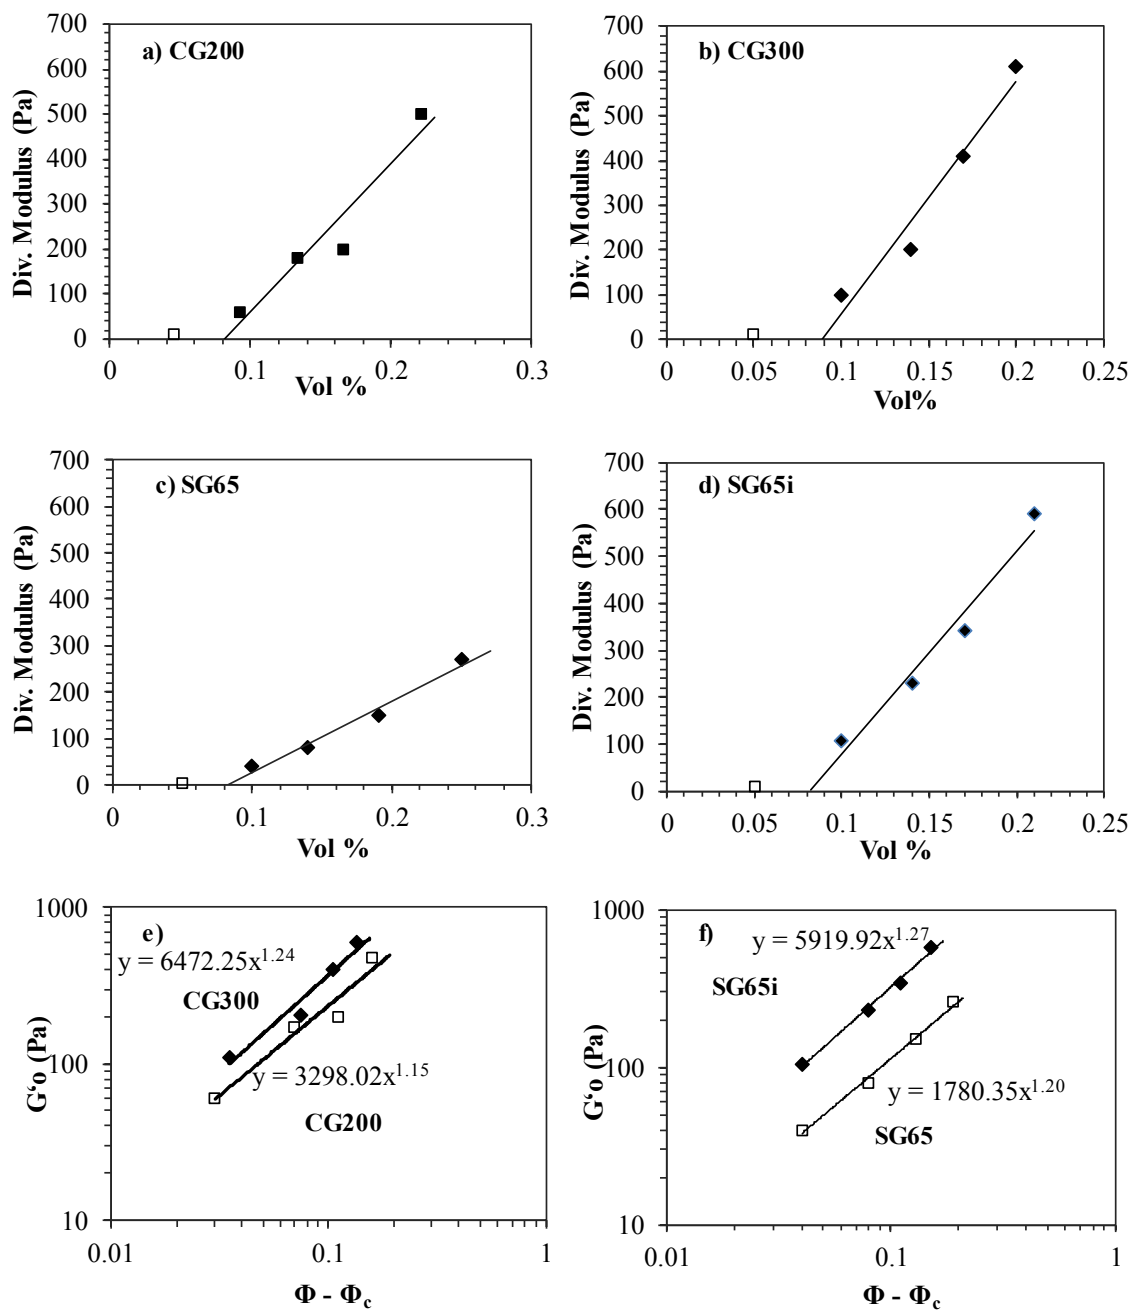 a) CG200
Div. Modulus (Pa)
700
600
500
400
300
200
100
0
0
0.1
0.2
0.3
Vol %
b) CG300
Div. Modulus (Pa)
700
600
500
400
300
200
100
0
0
0.05
0.1
0.15
0.2
0.25
Vol%
c) SG65
Div. Modulus (Pa)
700
600
500
400
300
200
100
0
0
0.1
0.2
0.3
Vol %
d) SG65i
Div. Modulus (Pa)
700
600
500
400
300
200
100
0
0
0.05
0.1
0.15
0.2
0.25
Vol %
e)
y = 6472.25x^1.24
CG300
y = 3298.02x^1.15
CG200
G‘o (Pa)
1000
100
10
0.01
0.1
1
Φ - Φc
f)
y = 5919.92x^1.27
SG65i
y = 1780.35x^1.20
SG65
G‘o (Pa)
1000
100
10
0.01
0.1
1
Φ - Φc